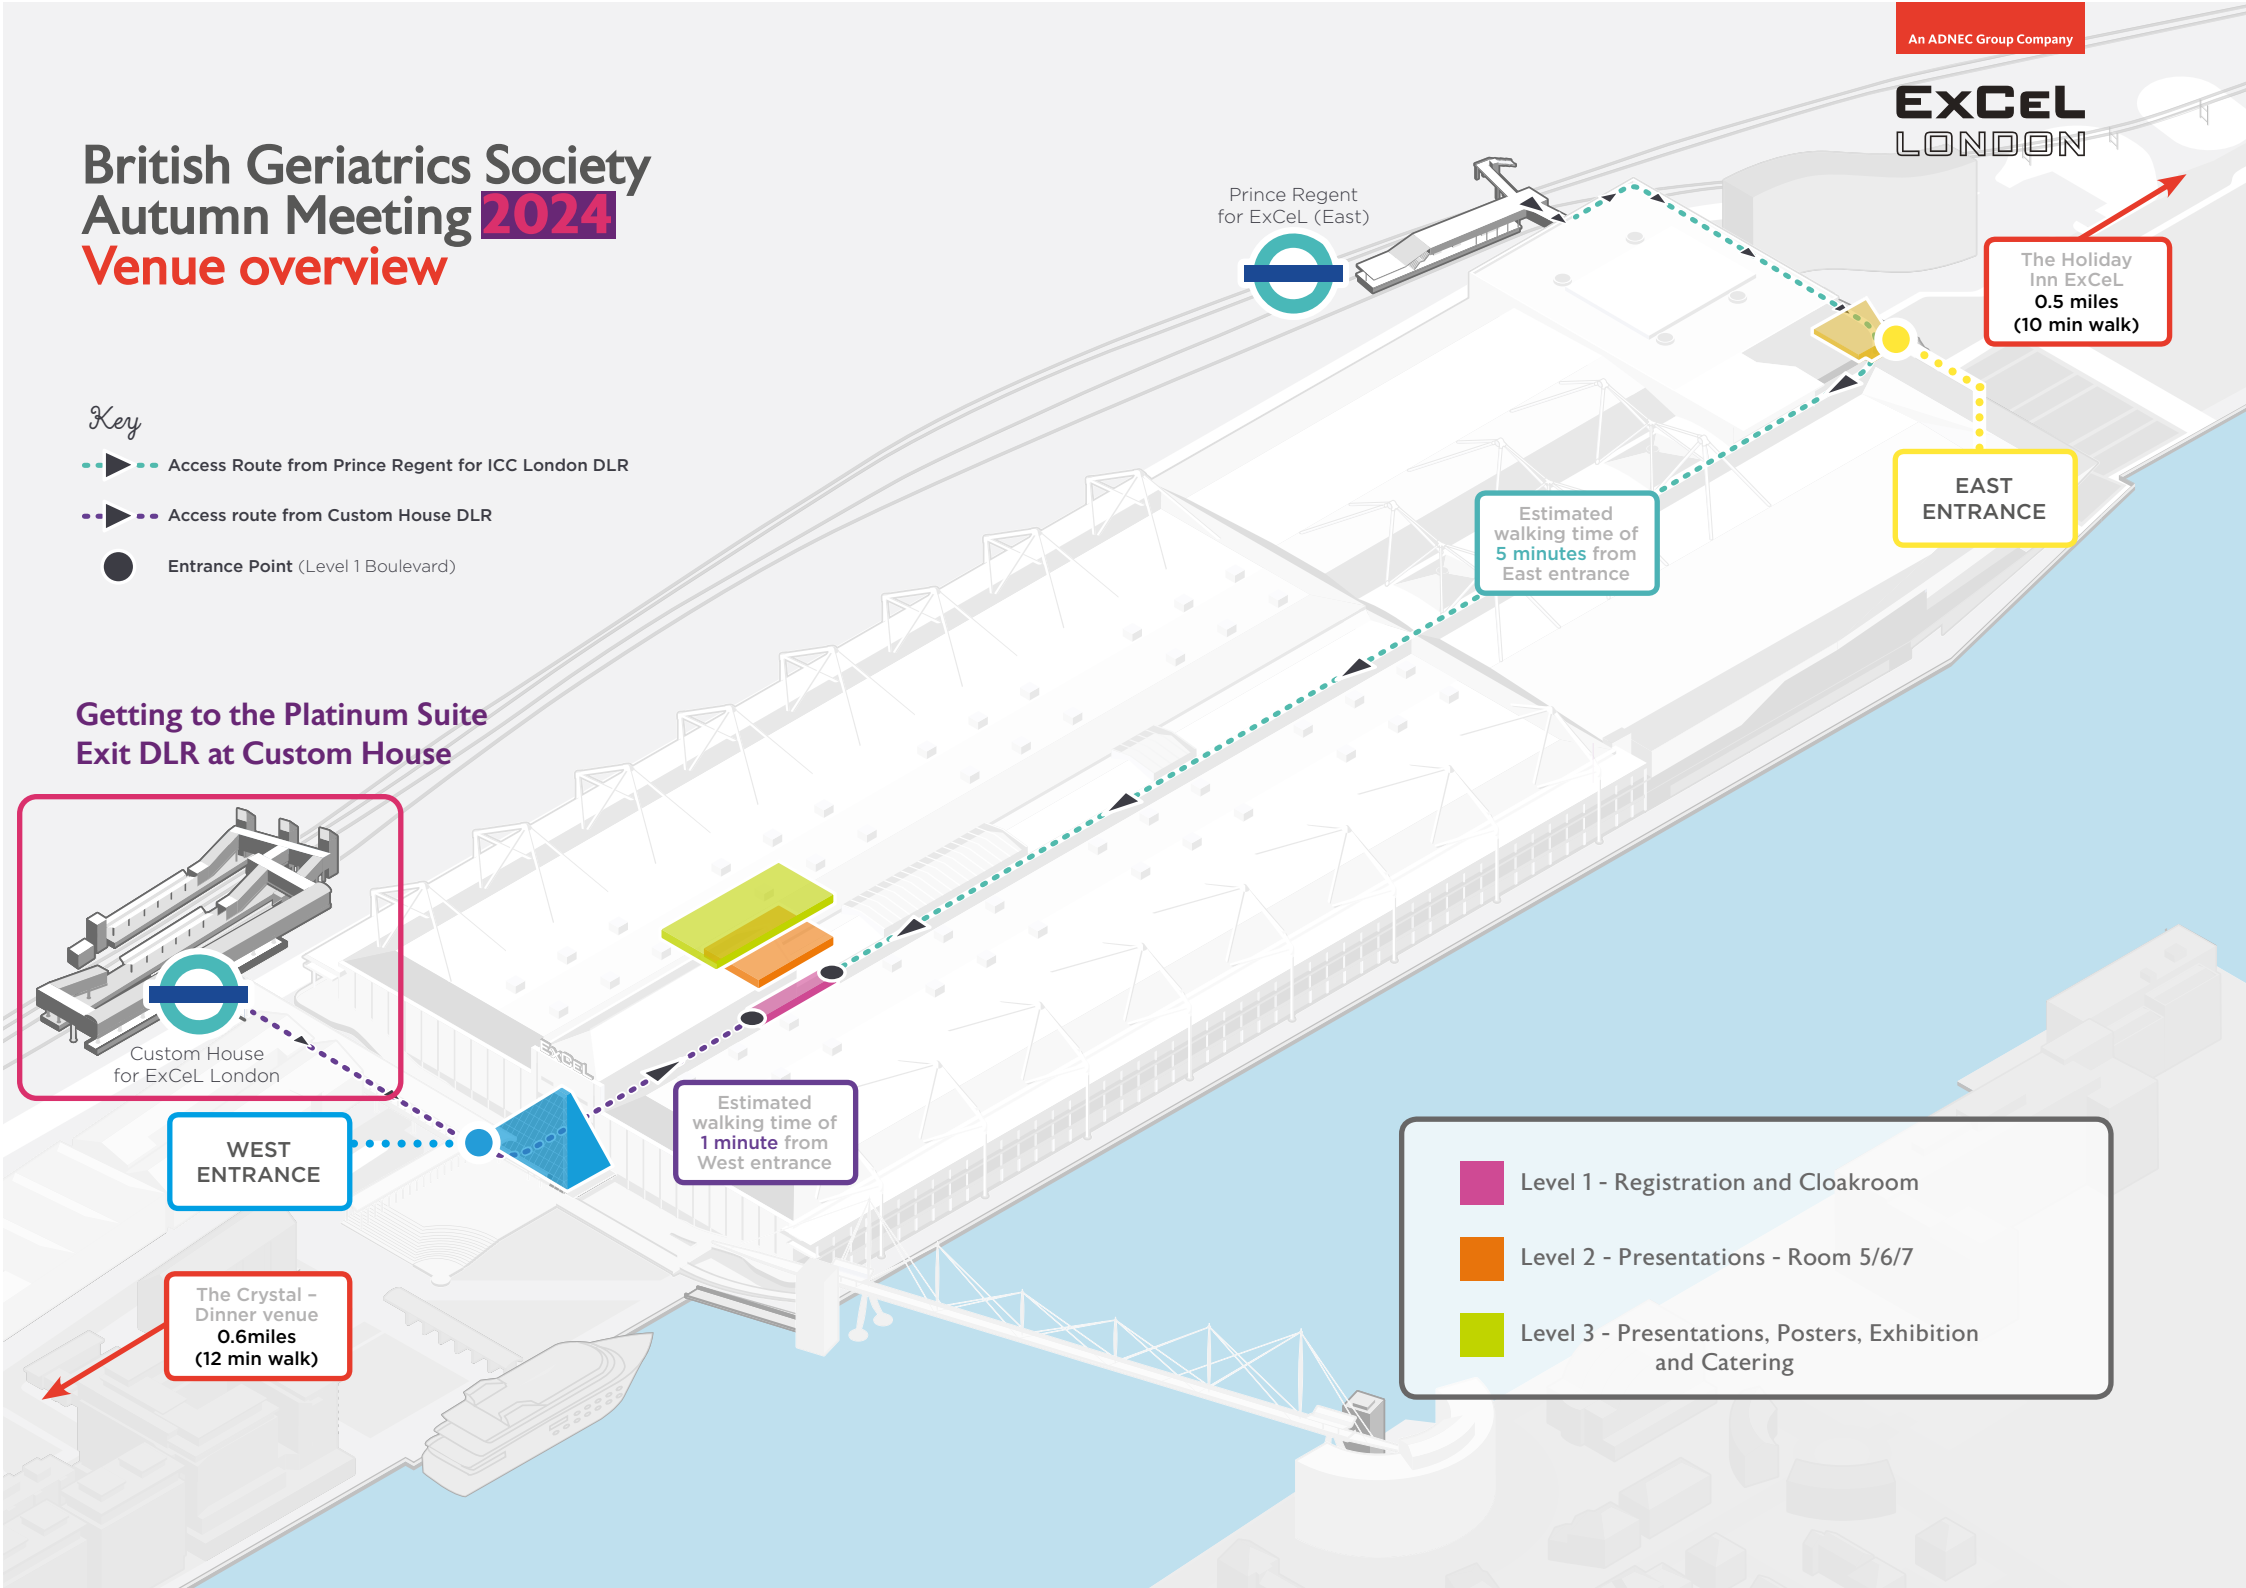 An ADNEC Group Company
EXCEL
LONDON
British Geriatrics Society
Autumn Meeting 2024
Venue overview
Prince Regent
for ExCeL (East)
The Holiday
Inn ExCeL
0.5 miles
(10 min walk)
Key
Access Route from Prince Regent for ICC London DLR
Access route from Custom House DLR
Entrance Point (Level 1 Boulevard)
EAST
ENTRANCE
Estimated
walking time of
5 minutes from
East entrance
Getting to the Platinum Suite
Exit DLR at Custom House
Custom House
for ExCeL London
EXCEL
WEST
ENTRANCE
Estimated
walking time of
1 minute from
West entrance
The Crystal –
Dinner venue
0.6miles
(12 min walk)
Level 1 - Registration and Cloakroom
Level 2 - Presentations - Room 5/6/7
Level 3 - Presentations, Posters, Exhibition
and Catering